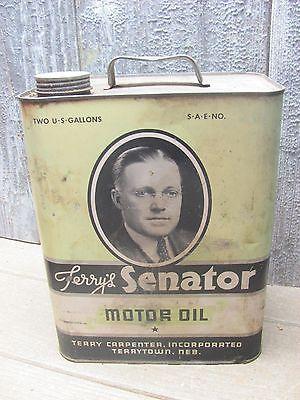 TWO U·S·GALLONS S·A·E·NO.
Terry's Senator
MOTOR OIL
TERRY CARPENTER, INCORPORATED
TERRYTOWN, NEB.